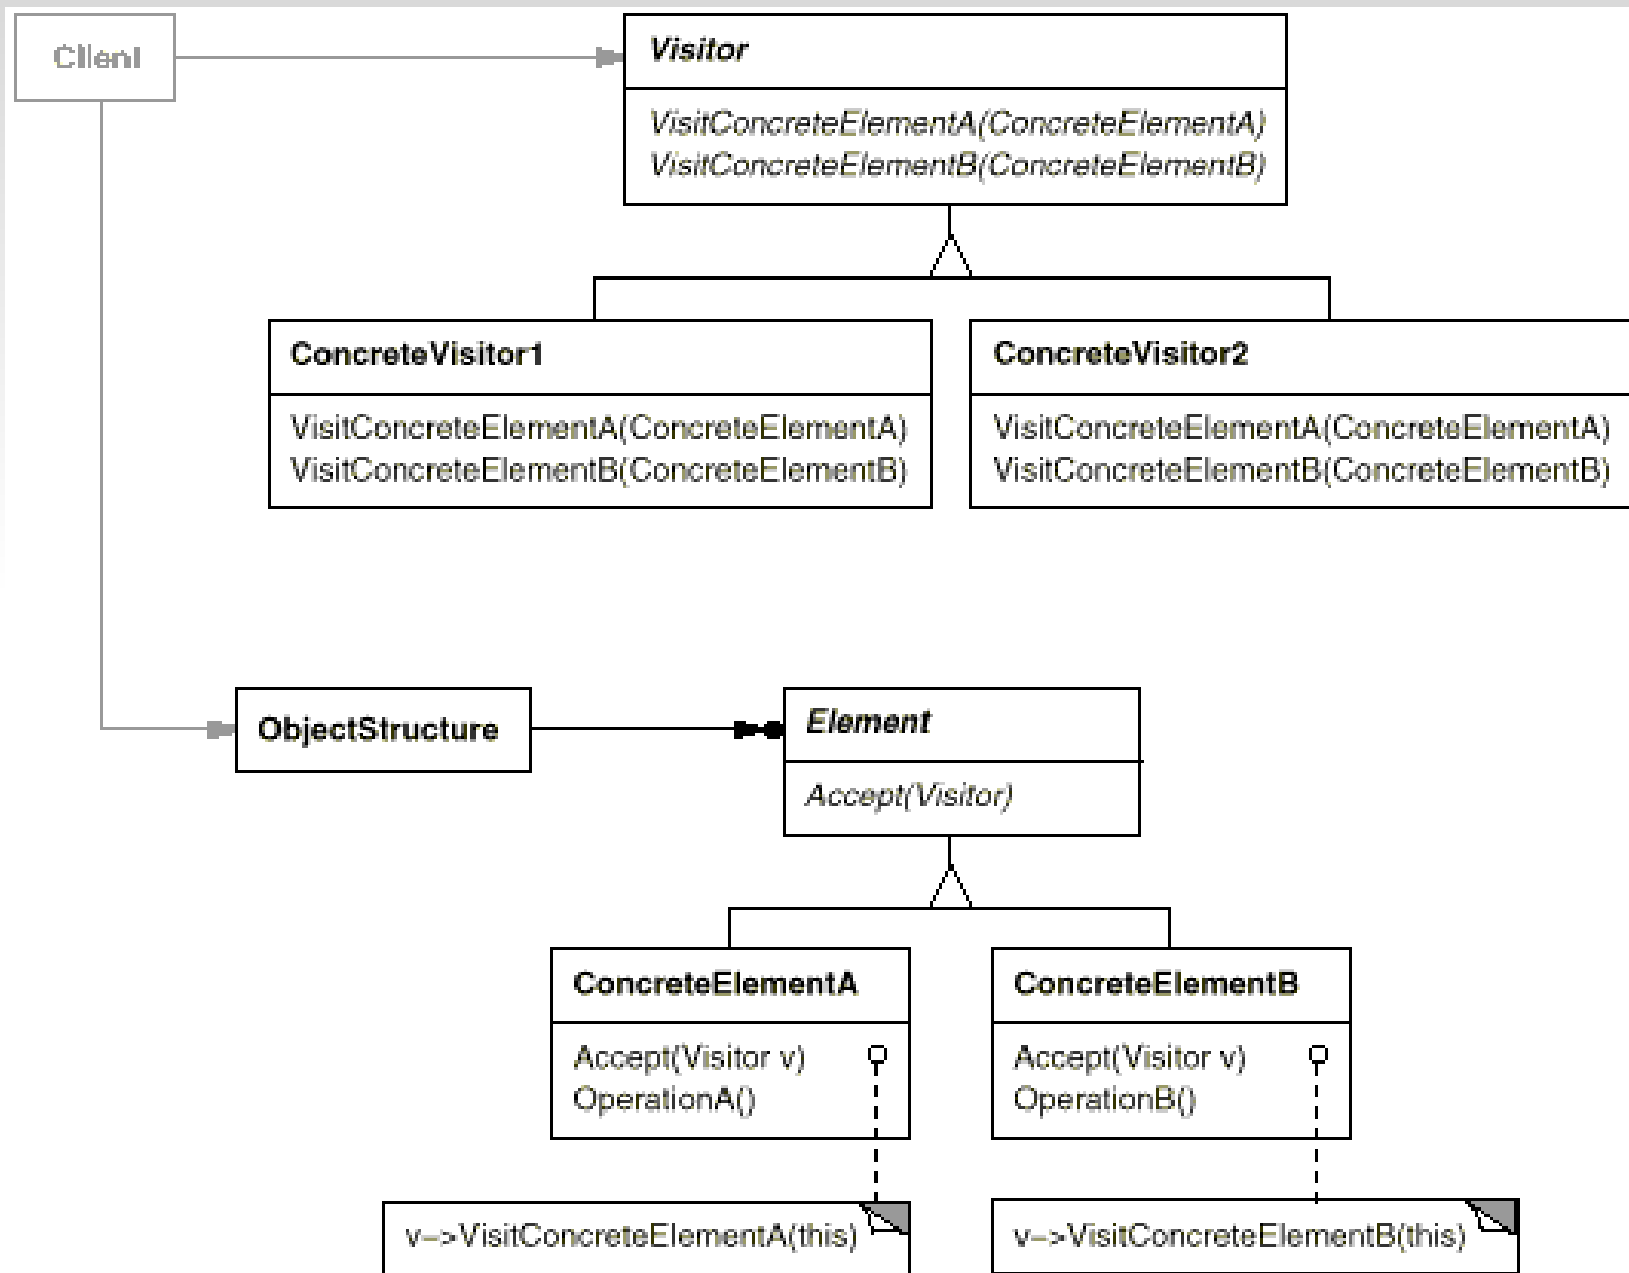 Client
Visitor
VisitConcreteElementA(ConcreteElementA)
VisitConcreteElementB(ConcreteElementB)
ConcreteVisitor1
VisitConcreteElementA(ConcreteElementA)
VisitConcreteElementB(ConcreteElementB)
ConcreteVisitor2
VisitConcreteElementA(ConcreteElementA)
VisitConcreteElementB(ConcreteElementB)
ObjectStructure
Element
Accept(Visitor)
ConcreteElementA
Accept(Visitor v)
OperationA()
ConcreteElementB
Accept(Visitor v)
OperationB()
v–>VisitConcreteElementA(this)
v–>VisitConcreteElementB(this)